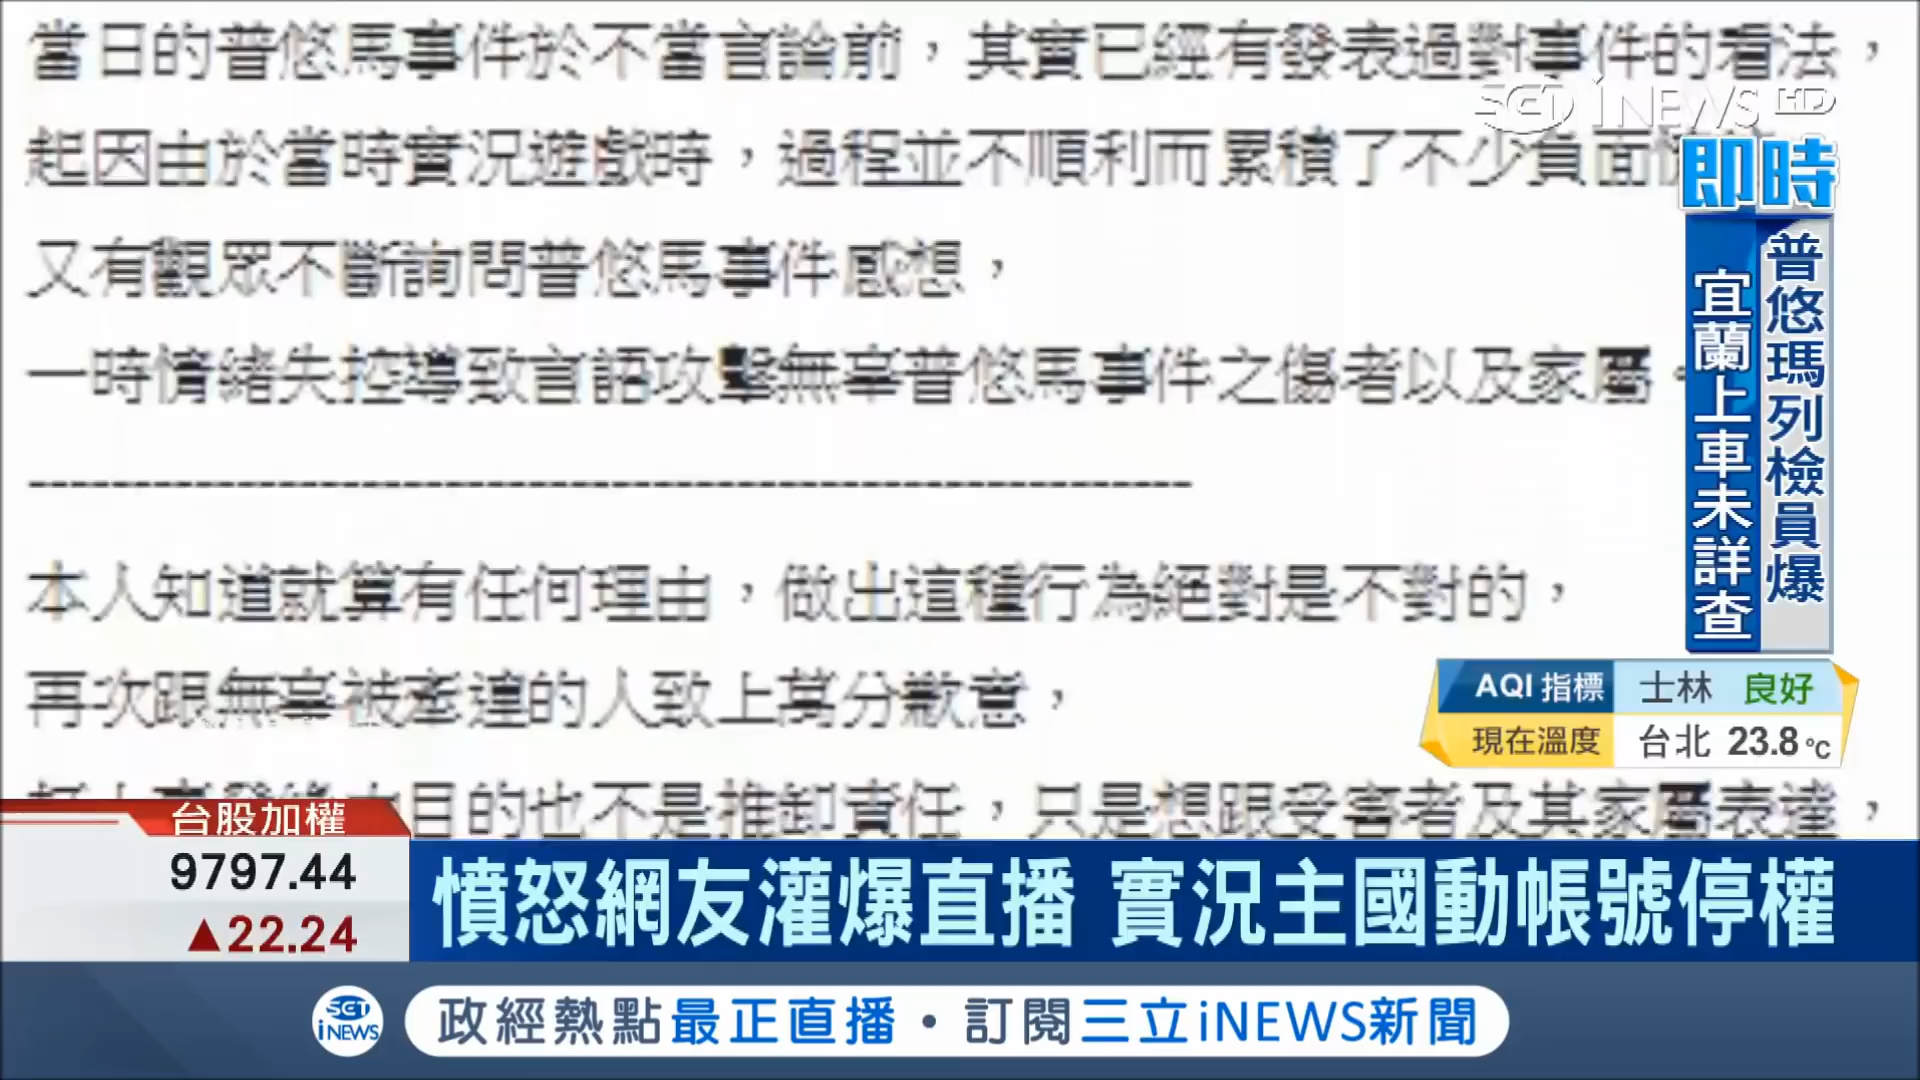 當日的普悠馬事件於不當言論前，其實已經有發表過對事件的看法，
起因由於當時實況遊戲時，過程並不順利而累積了不少負面
又有觀眾不斷詢問普悠馬事件感想，
一時情緒失控導致言語攻擊無辜普悠馬事件之傷者以及家屬。
--------------------------------------------------------
本人知道就算有任何理由，做出這種行為絕對是不對的，
再次跟無辜被牽連的人致上萬分歉意，
目的也不是推卸責任，只是想跟受害者及其家屬表達，
SET iNEWS HD
即時
普悠瑪列檢員爆
宜蘭上車未詳查
AQI 指標 士林 良好
現在溫度 台北 23.8 °C
台股加權
9797.44
▲22.24
憤怒網友灌爆直播 實況主國動帳號停權
SET iNEWS
政經熱點最正直播・訂閱三立iNEWS新聞